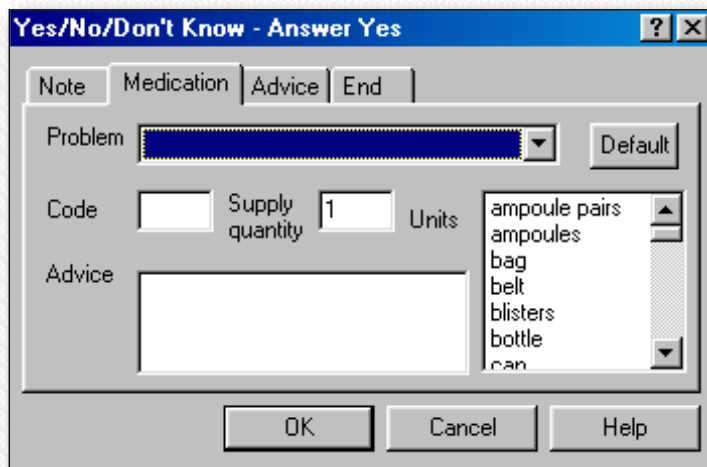 Yes/No/Don't Know - Answer Yes
Note Medication Advice End
Problem Default
Code Supply quantity 1 Units
ampoule pairs
ampoules
bag
belt
blisters
bottle
can
Advice
OK Cancel Help